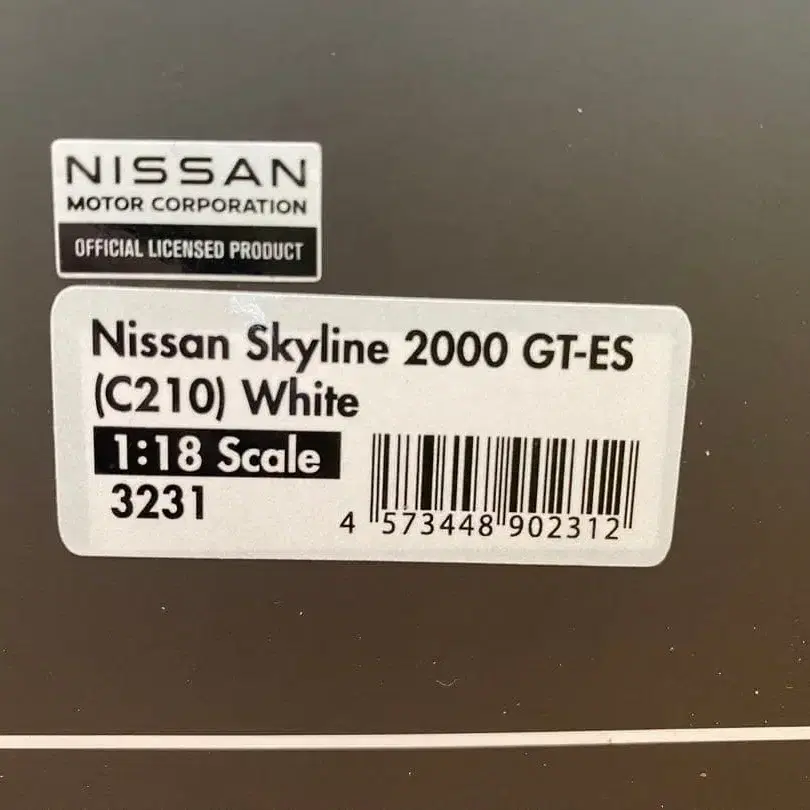 NISSAN
MOTOR CORPORATION
OFFICIAL LICENSED PRODUCT
Nissan Skyline 2000 GT-ES
(C210) White
1:18 Scale
3231
4 573448 902312